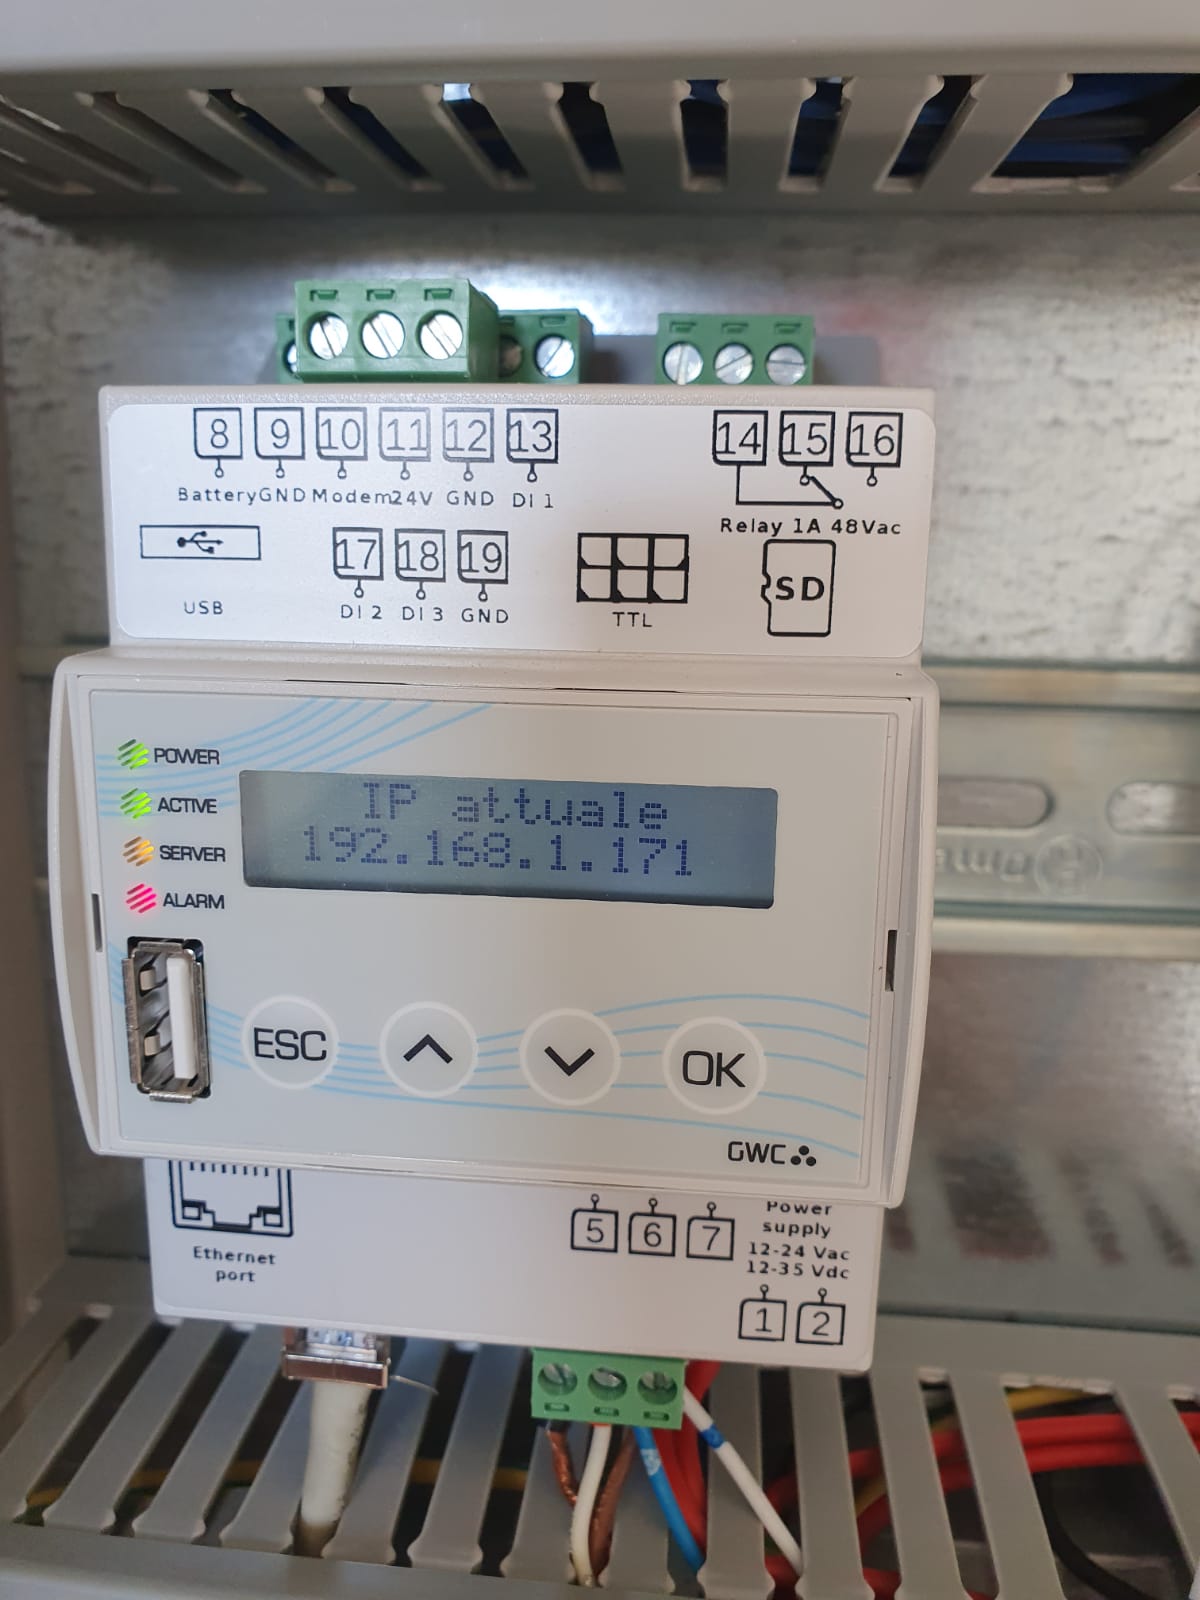 8 9 10 11 12 13
Battery GND Modem 24V GND DI 1
14 15 16
Relay 1A 48Vac
USB
17 18 19
DI 2 DI 3 GND
TTL
SD
POWER
ACTIVE
SERVER
ALARM
IP attuale
192.168.1.171
ESC
OK
GWC
Ethernet
port
5 6 7
Power
supply
12-24 Vac
12-35 Vdc
1 2